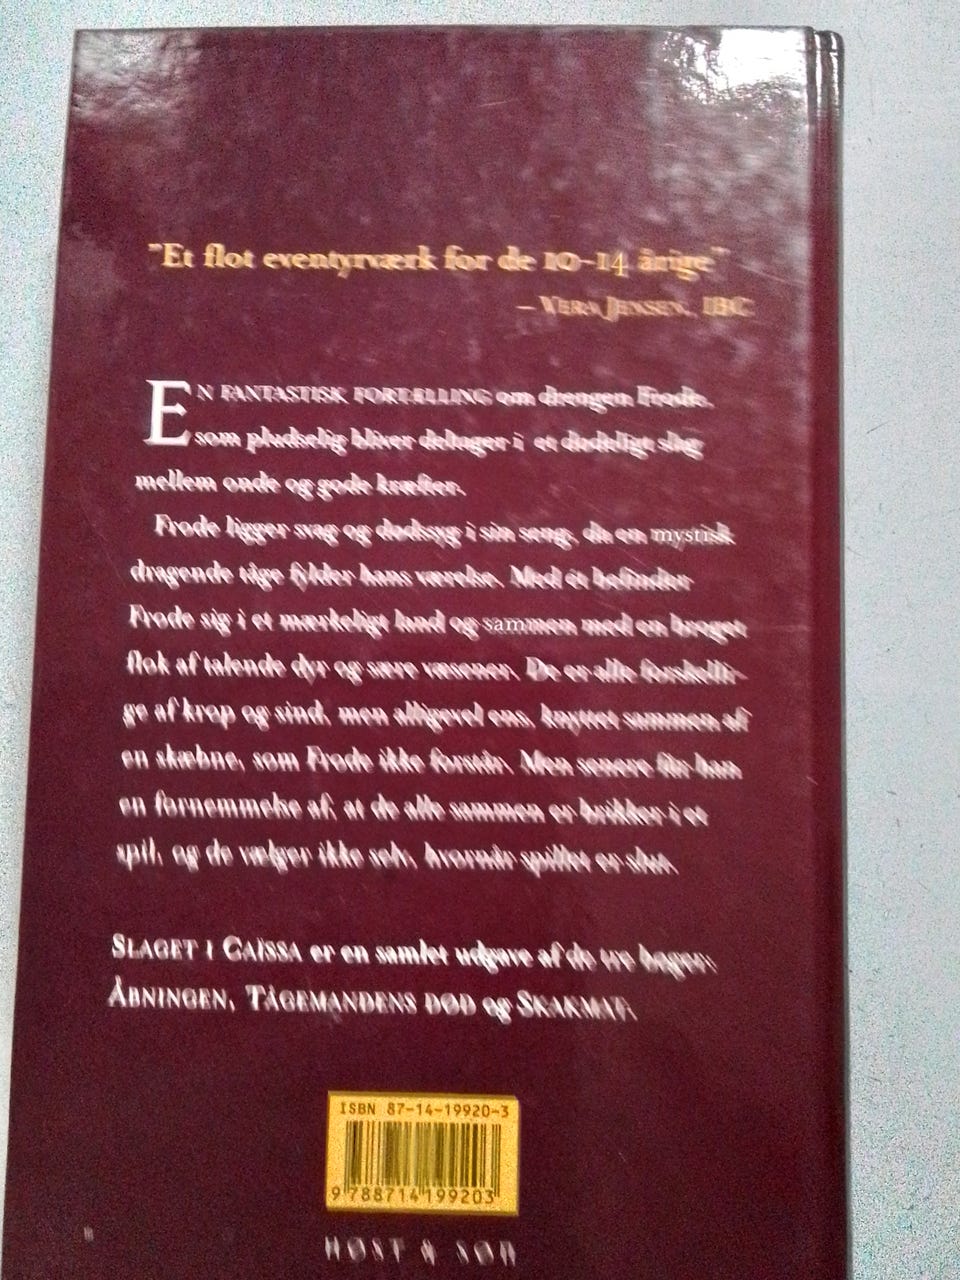 "Et flot eventyrværk for de 10-14 årige"
– Vera Jensen, IBC
EN FANTASTISK FORTÆLLING om drengen Frode,
som pludselig bliver deltager i et dødeligt slag
mellem onde og gode kræfter.
Frode ligger svag og dødssyg i sin seng, da en mystisk
dragende tåge fylder hans værelse. Med ét befinder
Frode sig i et mærkeligt land og sammen med en broget
flok af talende dyr og sære væsener. De er alle forskelli-
ge af krop og sind, men alligevel ens, knyttet sammen af
en skæbne, som Frode ikke forstår. Men senere får han
en fornemmelse af, at de alle sammen er brikker i et
spil, og de vælger ikke selv, hvornår spillet er slut.
SLAGET I CAÏSSA er en samlet udgave af de tre bøger:
ÅBNINGEN, TÅGEMANDENS DØD og SKAKMAT.
ISBN 87-14-19920-3
9 788714 199203
HØST & SØN